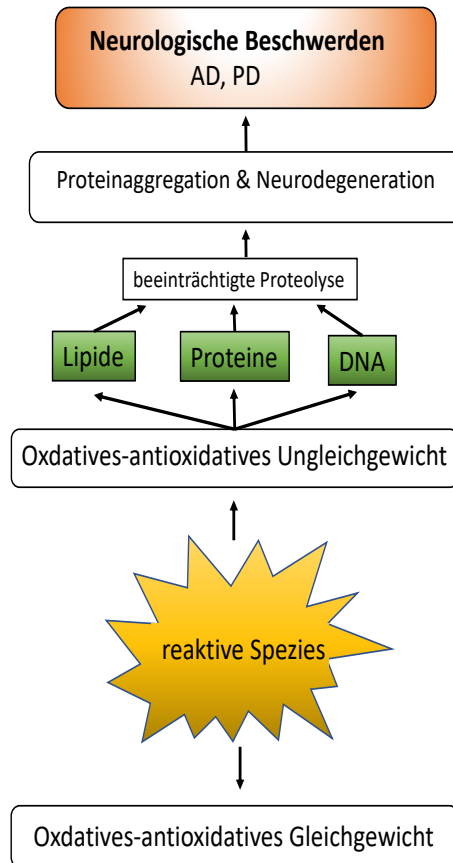 Neurologische Beschwerden
AD, PD
Proteinaggregation & Neurodegeneration
beeinträchtigte Proteolyse
Lipide
Proteine
DNA
Oxdatives-antioxidatives Ungleichgewicht
reaktive Spezies
Oxdatives-antioxidatives Gleichgewicht